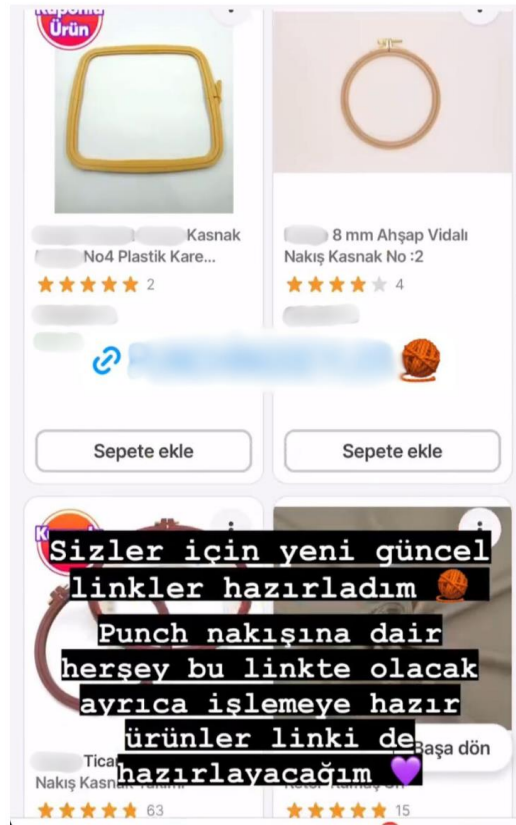 Kuponlu
Ürün
Kasnak
No4 Plastik Kare...
2
8 mm Ahşap Vidalı
Nakış Kasnak No :2
4
Sepete ekle
Sepete ekle
Sizler için yeni güncel
linkler hazırladım
Punch nakışına dair
herşey bu linkte olacak
ayrıca işlemeye hazır
ürünler linki de
hazırlayacağım
Başa dön
Nakış Kasnak
63
15